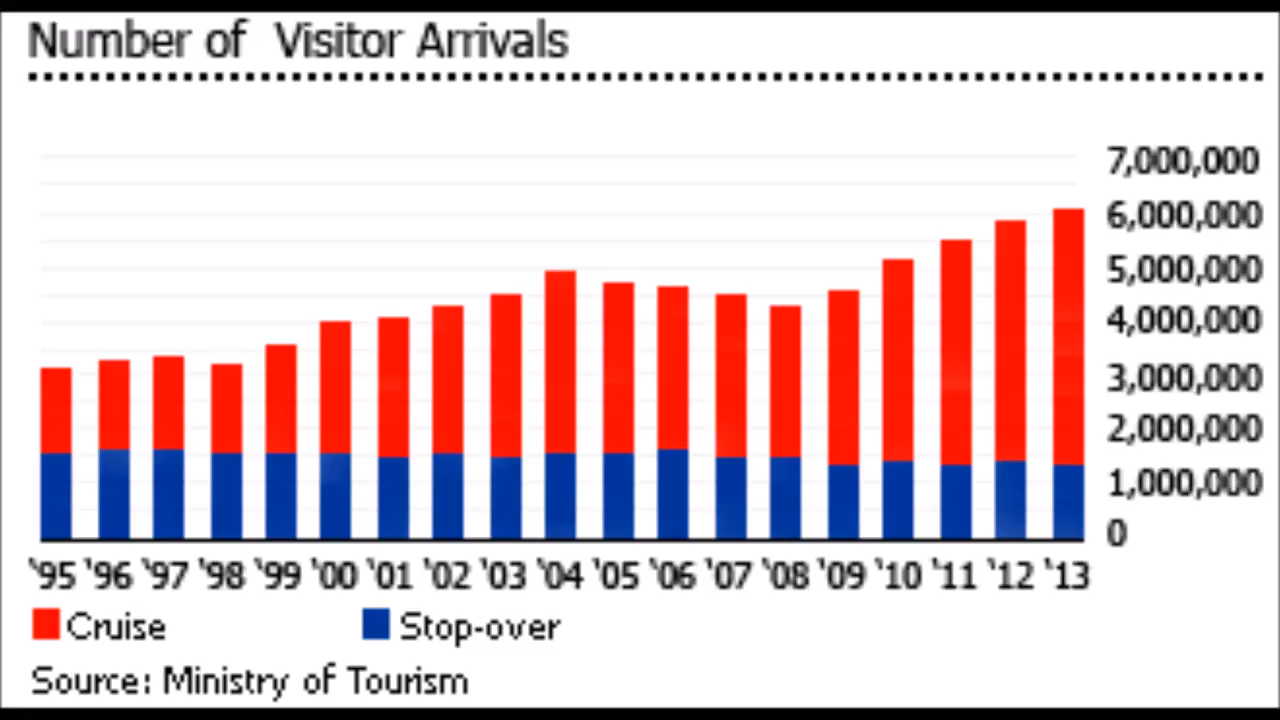 Number of Visitor Arrivals
7,000,000
6,000,000
5,000,000
4,000,000
3,000,000
2,000,000
1,000,000
0
'95 '96 '97 '98 '99 '00 '01 '02 '03 '04 '05 '06 '07 '08 '09 '10 '11 '12 '13
Cruise Stop-over
Source: Ministry of Tourism